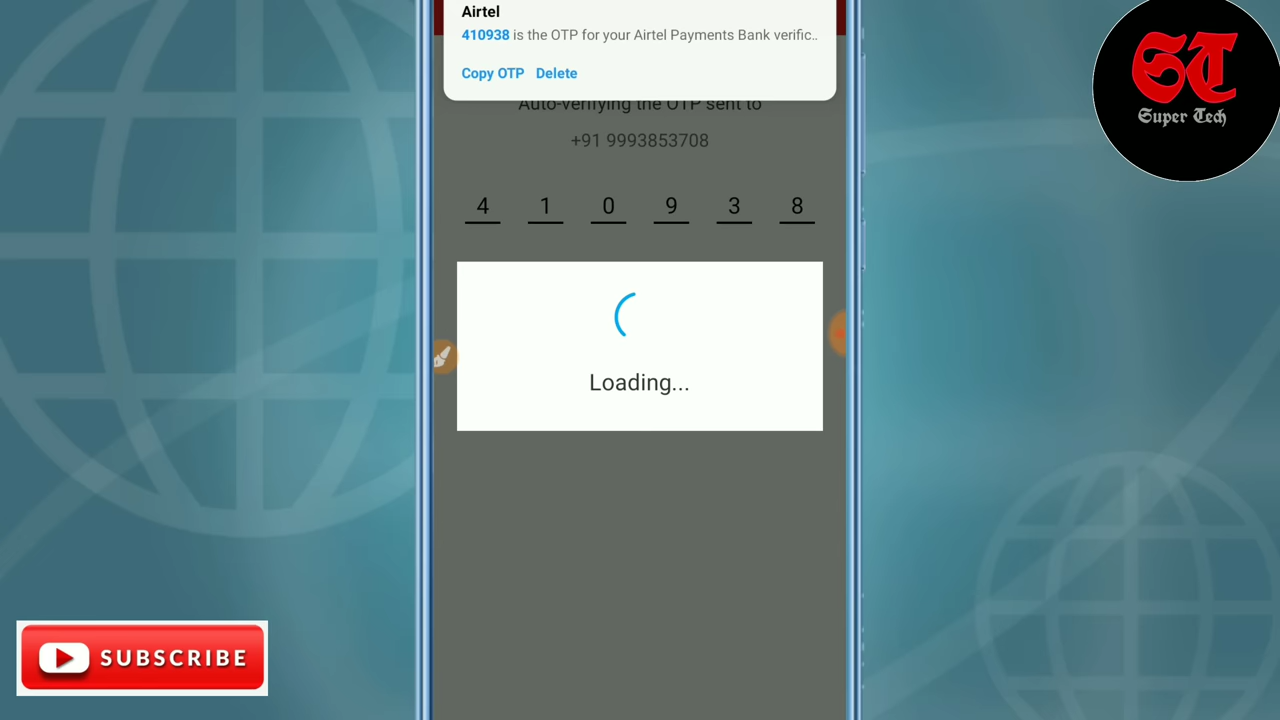 Airtel
410938 is the OTP for your Airtel Payments Bank verific..
Copy OTP Delete
Auto-verifying the OTP sent to
+91 9993853708
4 1 0 9 3 8
Loading...
ST
Super Tech
SUBSCRIBE